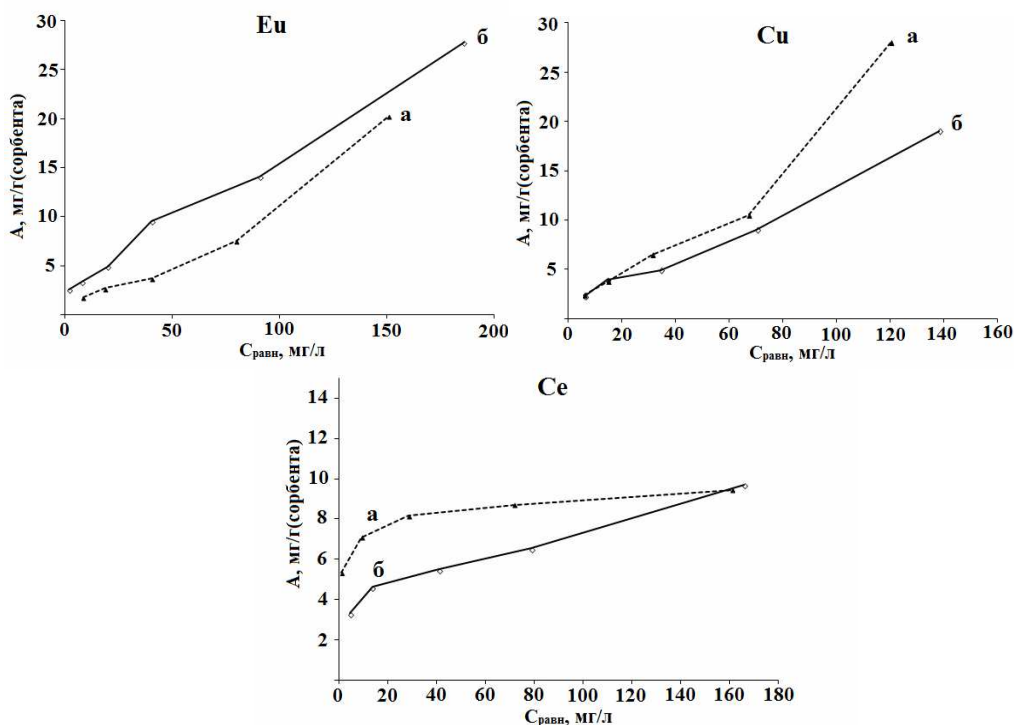 Eu
A, мг/г(сорбента)
30
25
20
15
10
5
0 50 100 150 200
Cравн, мг/л
б
а
Cu
A, мг/г(сорбента)
30
25
20
15
10
5
0 20 40 60 80 100 120 140 160
Cравн, мг/л
а
б
Ce
A, мг/г(сорбента)
14
12
10
8
6
4
2
0 20 40 60 80 100 120 140 160 180
Cравн, мг/л
а
б